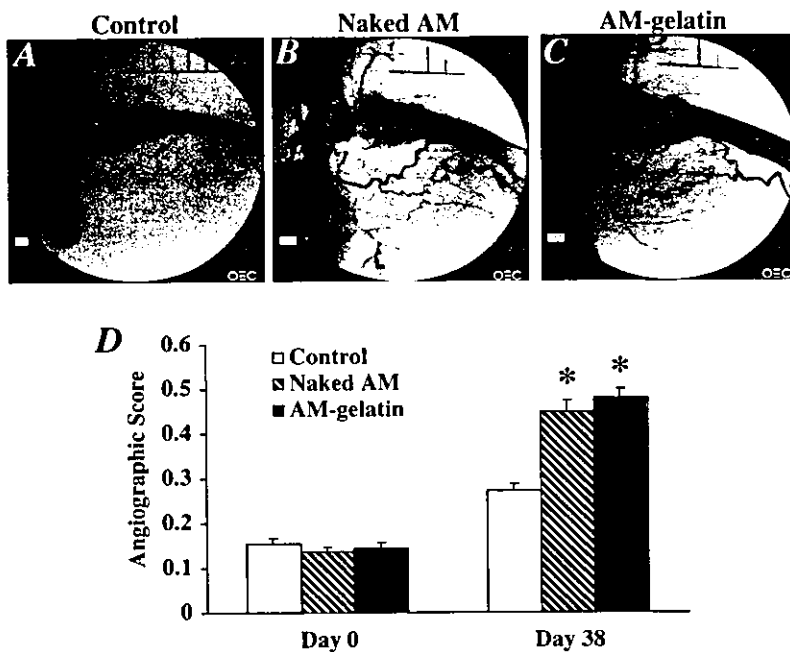 Control Naked AM AM-gelatin
A B C
OEC OEC OEC
D
0.6
0.5
0.4
0.3
0.2
0.1
0
Angiographic Score
Control
Naked AM
AM-gelatin
* *
Day 0 Day 38